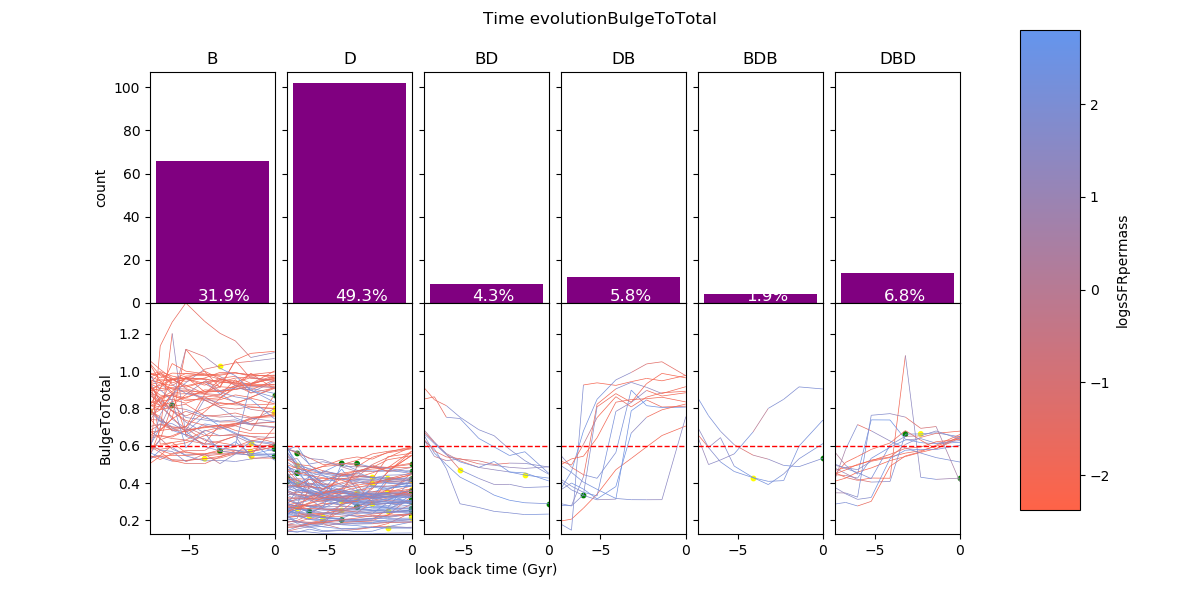 Time evolutionBulgeToTotal
B D BD DB BDB DBD
100
80
60
40
20
0
count
31.9% 49.3% 4.3% 5.8% 1.9% 6.8%
1.2
1.0
0.8
0.6
0.4
0.2
BulgeToTotal
−5 0 −5 0 −5 0 −5 0 −5 0 −5 0
look back time (Gyr)
2
1
0
−1
−2
logsSFRpermass